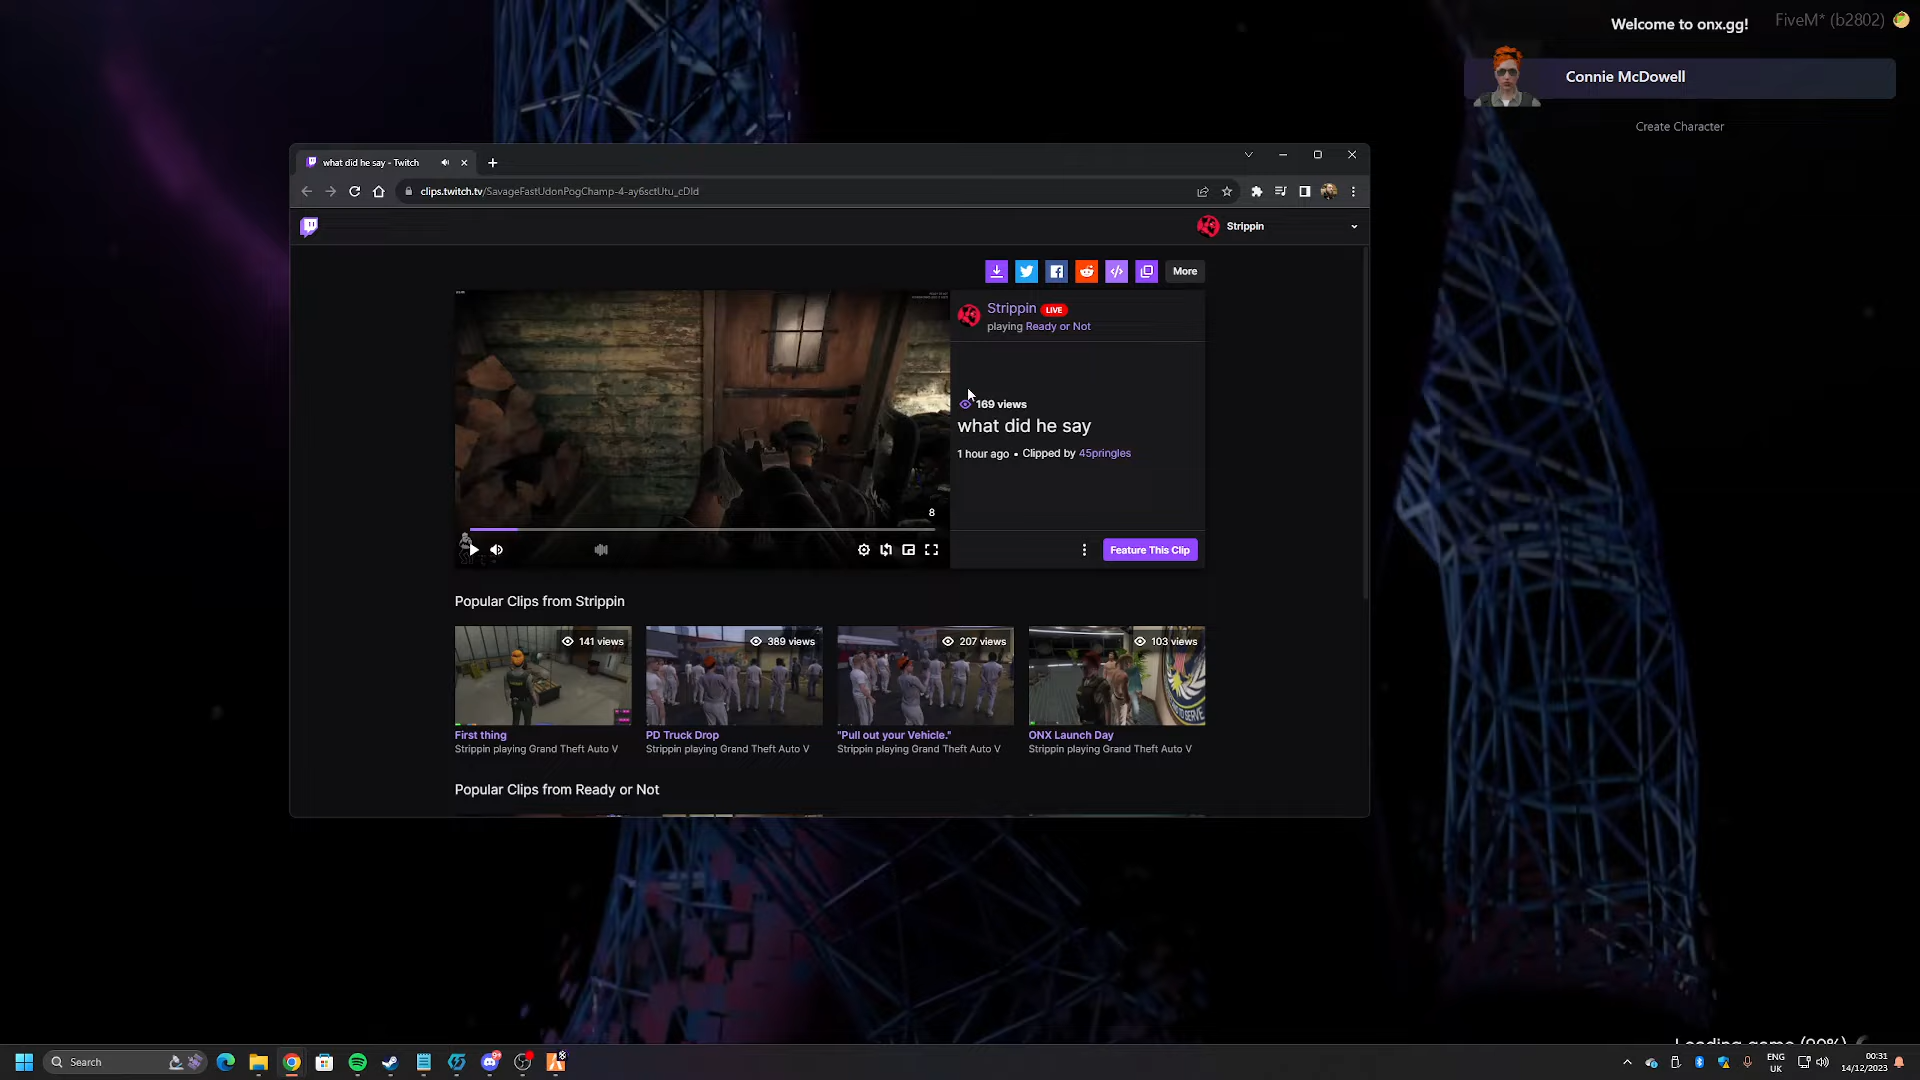 Welcome to onx.gg!
FiveM* (b2802)
Connie McDowell
Create Character
what did he say - Twitch
clips.twitch.tv/SavageFastUdonPogChamp-4-ay6sctUtu_cDId
Strippin
More
Strippin LIVE
playing Ready or Not
169 views
what did he say
1 hour ago • Clipped by 45pringles
8
Feature This Clip
Popular Clips from Strippin
141 views
389 views
207 views
103 views
First thing
Strippin playing Grand Theft Auto V
PD Truck Drop
Strippin playing Grand Theft Auto V
"Pull out your Vehicle."
Strippin playing Grand Theft Auto V
ONX Launch Day
Strippin playing Grand Theft Auto V
Popular Clips from Ready or Not
Loading game (90%)
Search
ENG
UK
00:31
14/12/2023